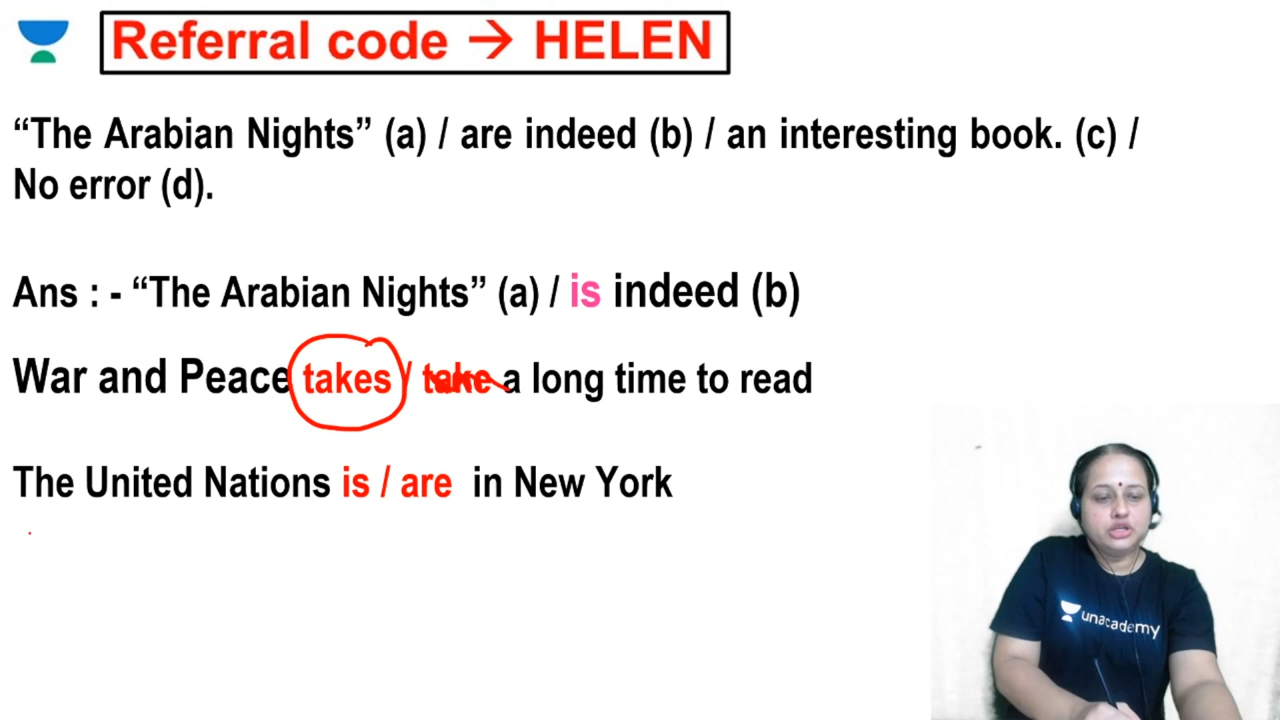 Referral code → HELEN
“The Arabian Nights” (a) / are indeed (b) / an interesting book. (c) /
No error (d).
Ans : - “The Arabian Nights” (a) / is indeed (b)
War and Peace takes / take a long time to read
The United Nations is / are in New York
unacademy